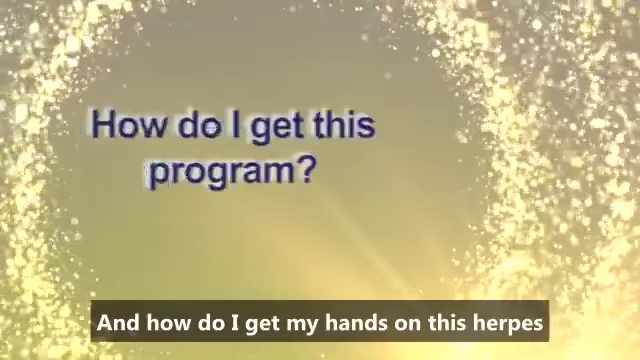 How do I get this
program?
And how do I get my hands on this herpes